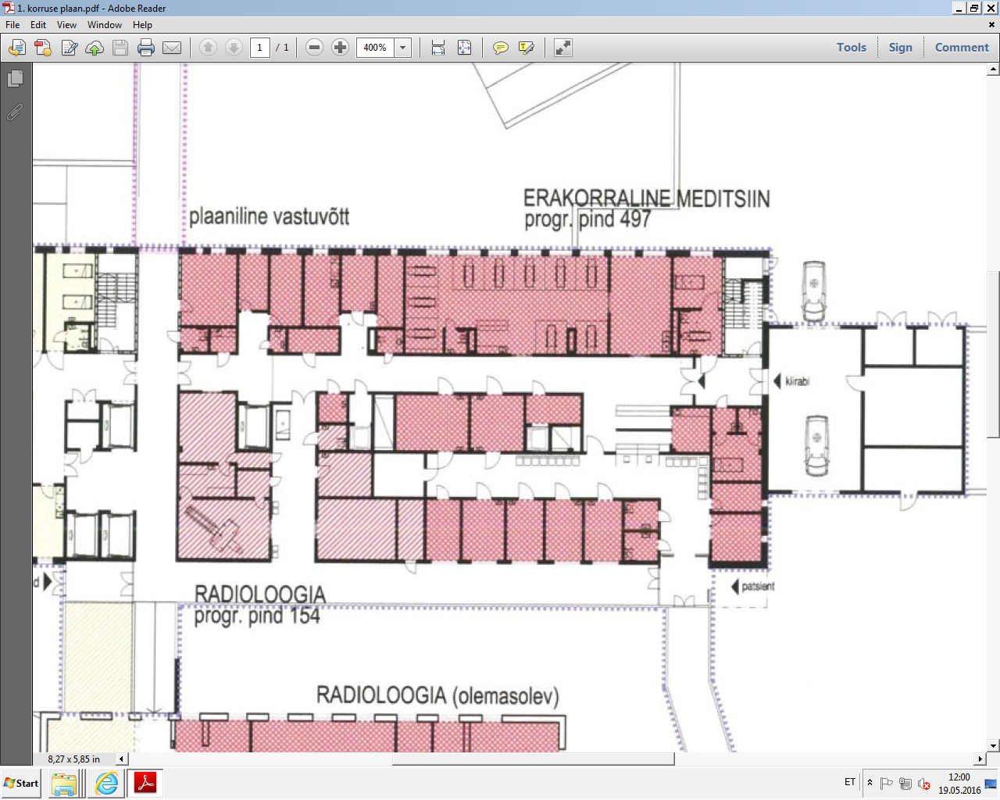 1. korruse plaan.pdf - Adobe Reader
File Edit View Window Help
1 / 1 400% Tools Sign Comment
ERAKORRALINE MEDITSIIN
progr. pind 497
plaaniline vastuvõtt
kiirabi
d
patsient
RADIOLOOGIA
progr. pind 154
RADIOLOOGIA (olemasolev)
8,27 x 5,85 in
Start
ET
12:00
19.05.2016